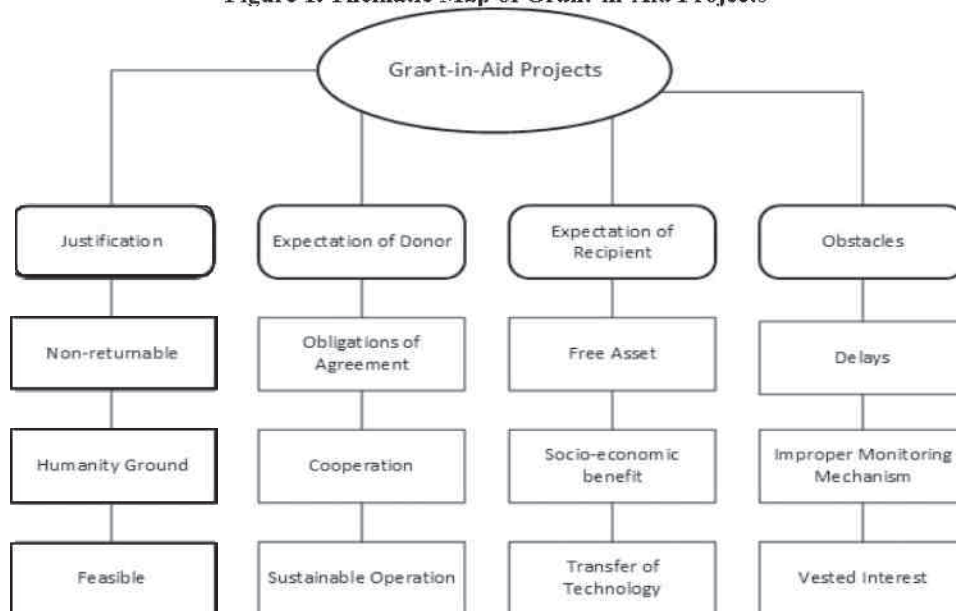 Figure 1: Thematic Map of Grant-in-Aid Projects
Grant-in-Aid Projects
Justification
Expectation of Donor
Expectation of
Recipient
Obstacles
Non-returnable
Obligations of
Agreement
Free Asset
Delays
Humanity Ground
Cooperation
Socio-economic
benefit
Improper Monitoring
Mechanism
Feasible
Sustainable Operation
Transfer of
Technology
Vested Interest